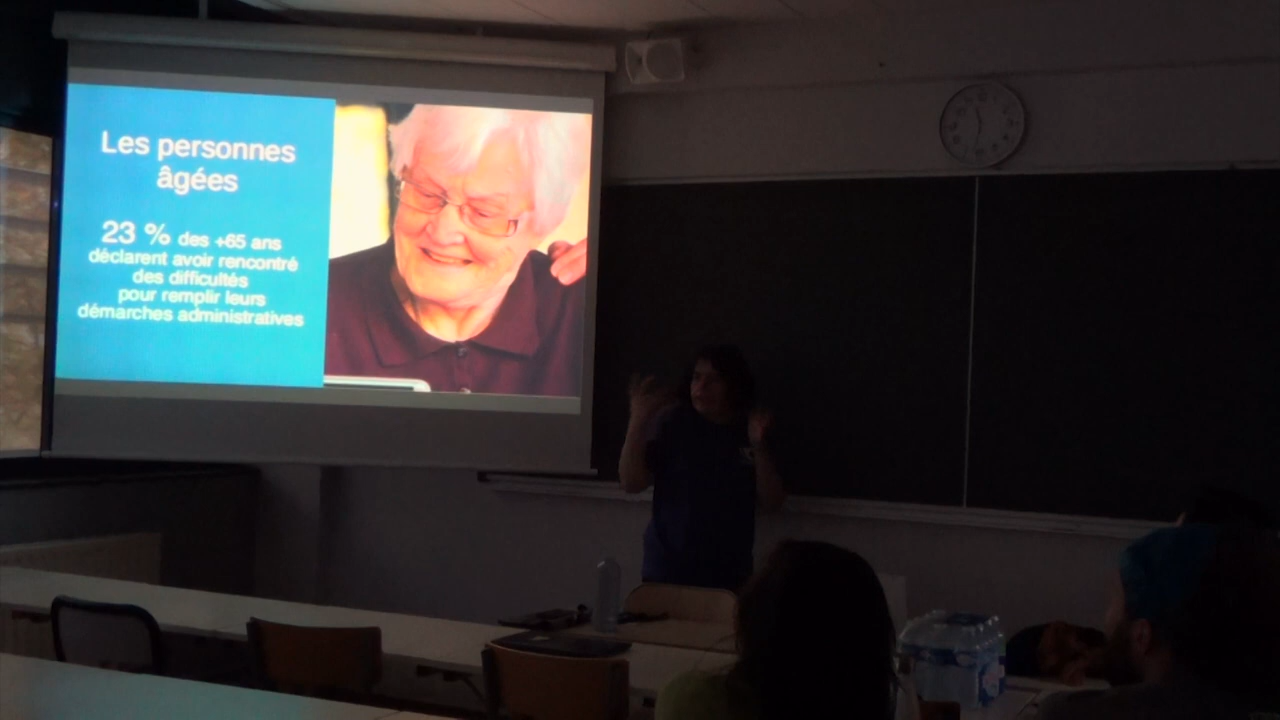 Les personnes
âgées
23 % des +65 ans
déclarent avoir rencontré
des difficultés
pour remplir leurs
démarches administratives